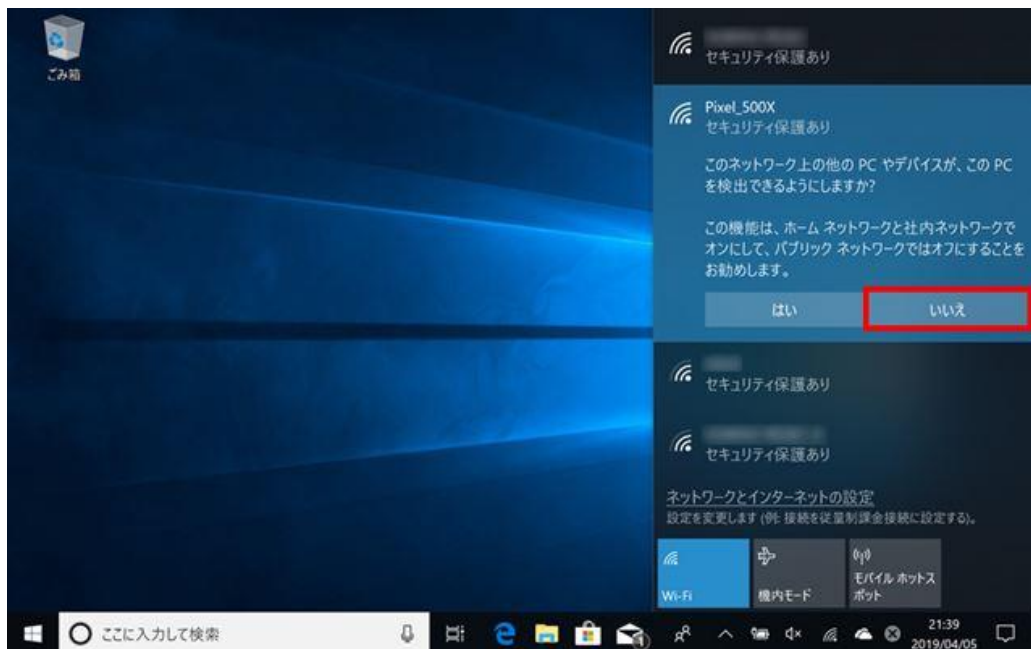 ごみ箱
セキュリティ保護あり
Pixel_500X
セキュリティ保護あり
このネットワーク上の他の PC やデバイスが、この PC
を検出できるようにしますか?
この機能は、ホーム ネットワークと社内ネットワークで
オンにして、パブリック ネットワークではオフにすることを
お勧めします。
はい
いいえ
セキュリティ保護あり
セキュリティ保護あり
ネットワークとインターネットの設定
設定を変更します (例: 接続を従量制課金接続に設定する)。
Wi-Fi
機内モード
モバイル ホットス
ポット
ここに入力して検索
21:39
2019/04/05